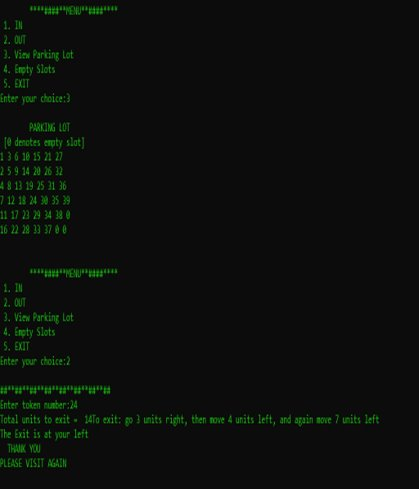 ****####**MENU**####****
1. IN
2. OUT
3. View Parking Lot
4. Empty Slots
5. EXIT
Enter your choice:3
PARKING LOT
[0 denotes empty slot]
1 3 6 10 15 21 27
2 5 9 14 20 26 32
4 8 13 19 25 31 36
7 12 18 24 30 35 39
11 17 23 29 34 38 0
16 22 28 33 37 0 0
****####**MENU**####****
1. IN
2. OUT
3. View Parking Lot
4. Empty Slots
5. EXIT
Enter your choice:2
##**##**##**##**##**##**##**##
Enter token number:24
Total units to exit = 14To exit: go 3 units right, then move 4 units left, and again move 7 units left
The Exit is at your left
THANK YOU
PLEASE VISIT AGAIN